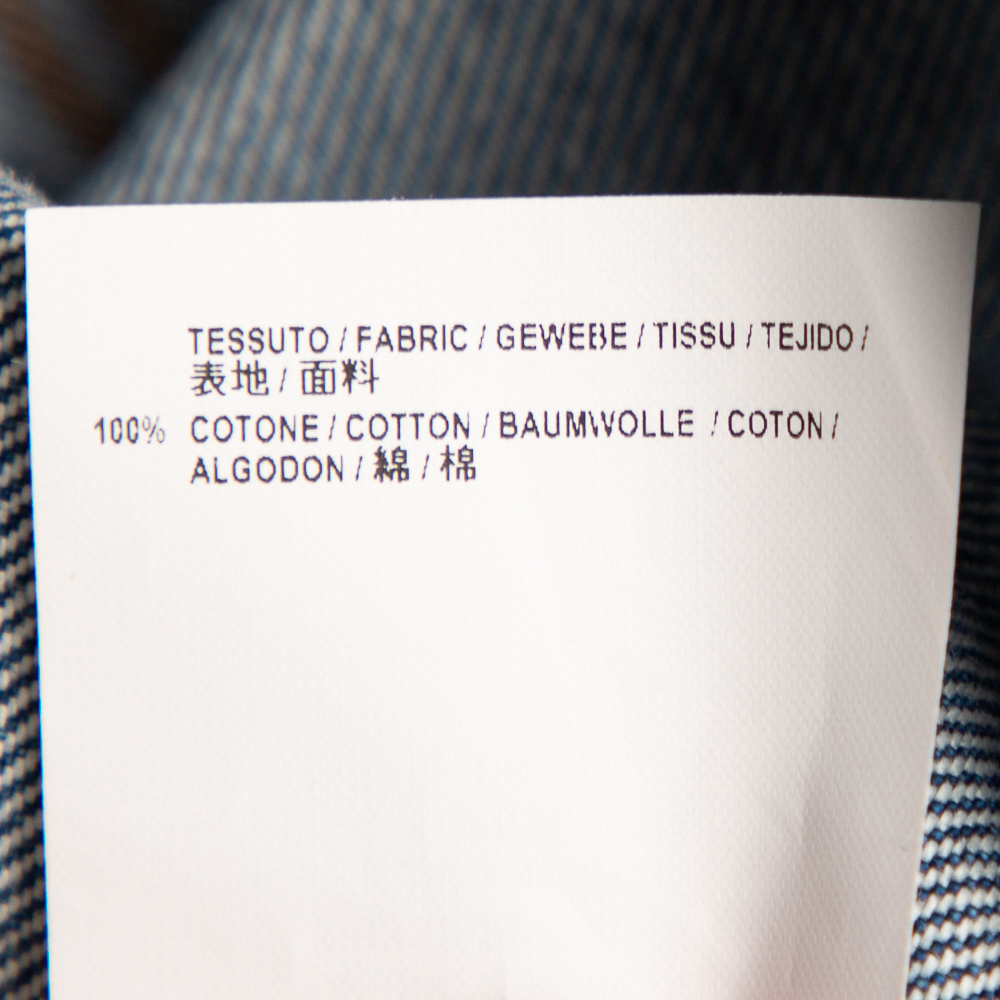 TESSUTO / FABRIC / GEWEBE / TISSU / TEJIDO /
表地 / 面料
100% COTONE / COTTON / BAUMWOLLE / COTON /
ALGODON / 綿 / 棉